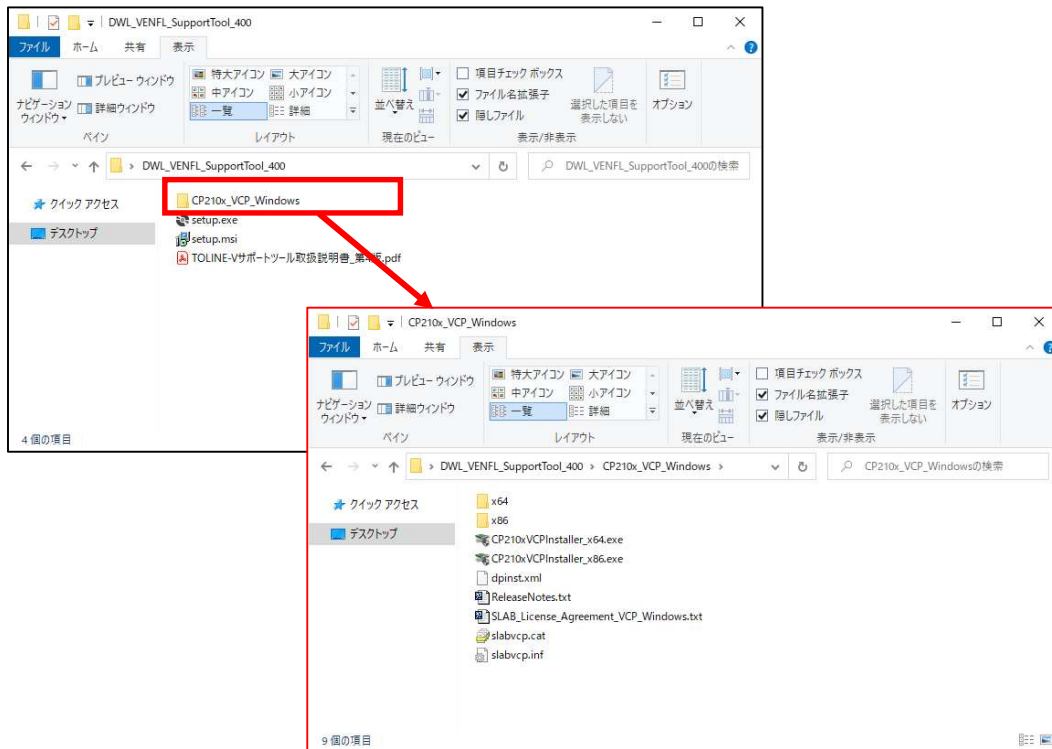 DWL_VENFL_SupportTool_400
ファイル ホーム 共有 表示
ナビゲーション ウィンドウ
プレビュー ウィンドウ
詳細ウィンドウ
特大アイコン 大アイコン
中アイコン 小アイコン
一覧 詳細
並べ替え
項目チェック ボックス
ファイル名拡張子
隠しファイル
選択した項目を 表示しない
オプション
ペイン レイアウト 現在のビュー 表示/非表示
DWL_VENFL_SupportTool_400
DWL_VENFL_SupportTool_400の検索
クイック アクセス
デスクトップ
CP210x_VCP_Windows
setup.exe
setup.msi
TOLINE-Vサポートツール取扱説明書_第4版.pdf
4 個の項目
CP210x_VCP_Windows
ファイル ホーム 共有 表示
ナビゲーション ウィンドウ
プレビュー ウィンドウ
詳細ウィンドウ
特大アイコン 大アイコン
中アイコン 小アイコン
一覧 詳細
並べ替え
項目チェック ボックス
ファイル名拡張子
隠しファイル
選択した項目を 表示しない
オプション
ペイン レイアウト 現在のビュー 表示/非表示
DWL_VENFL_SupportTool_400 › CP210x_VCP_Windows ›
CP210x_VCP_Windowsの検索
クイック アクセス
デスクトップ
x64
x86
CP210xVCPInstaller_x64.exe
CP210xVCPInstaller_x86.exe
dpinst.xml
ReleaseNotes.txt
SLAB_License_Agreement_VCP_Windows.txt
slabvcp.cat
slabvcp.inf
9 個の項目